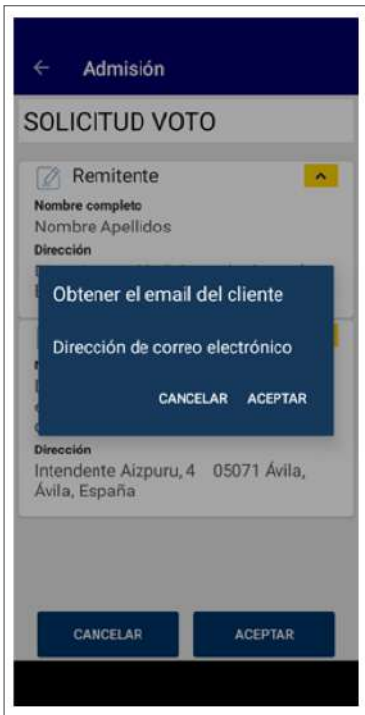 Admisión
SOLICITUD VOTO
Remitente
Nombre completo
Nombre Apellidos
Dirección
Obtener el email del cliente
Dirección de correo electrónico
CANCELAR ACEPTAR
Dirección
Intendente Aizpuru, 4 05071 Ávila,
Ávila, España
CANCELAR ACEPTAR